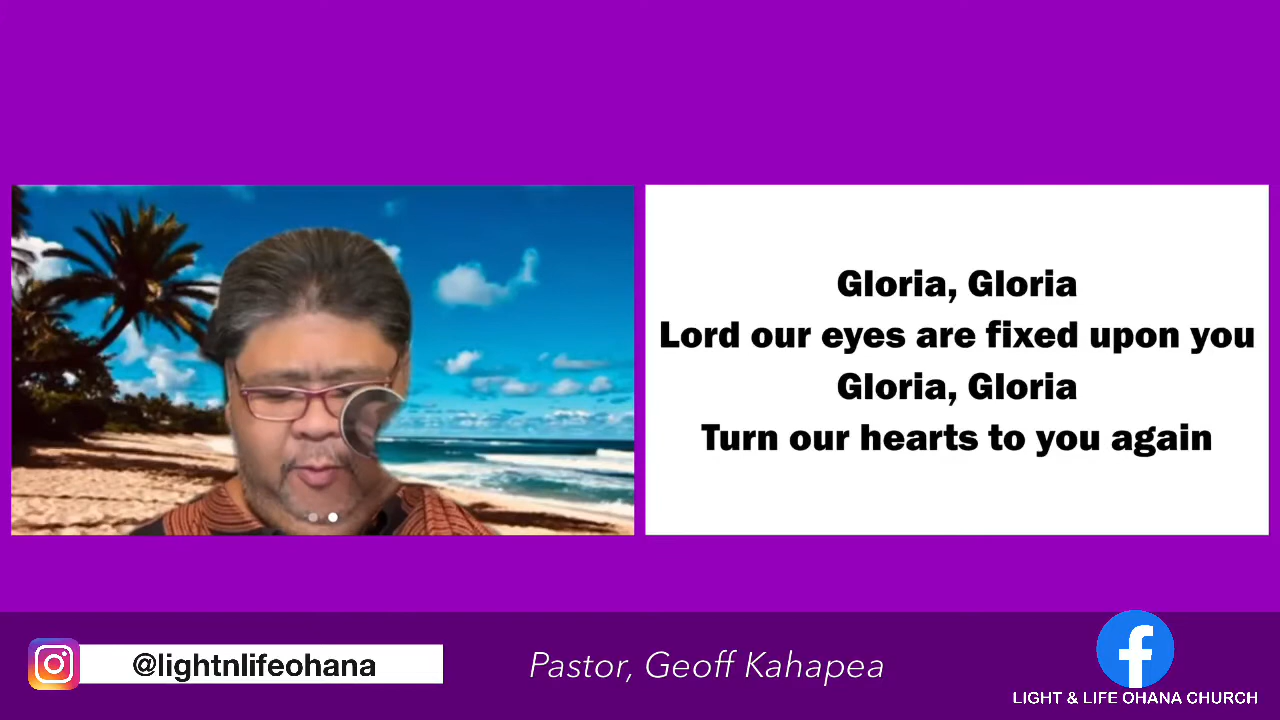 Gloria, Gloria
Lord our eyes are fixed upon you
Gloria, Gloria
Turn our hearts to you again
@lightnlifeohana
Pastor, Geoff Kahapea
LIGHT & LIFE OHANA CHURCH